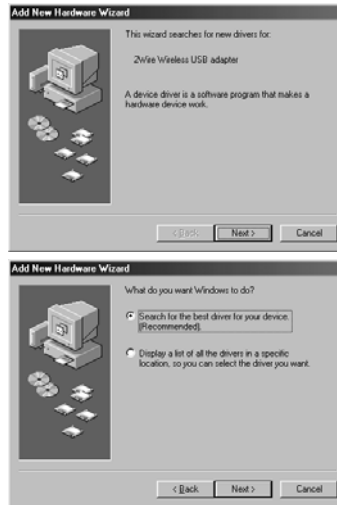 Add New Hardware Wizard
This wizard searches for new drivers for:
2Wire Wireless USB adapter
A device driver is a software program that makes a
hardware device work.
< Back
Next >
Cancel
Add New Hardware Wizard
What do you want Windows to do?
Search for the best driver for your device.
(Recommended).
Display a list of all the drivers in a specific
location, so you can select the driver you want.
< Back
Next >
Cancel